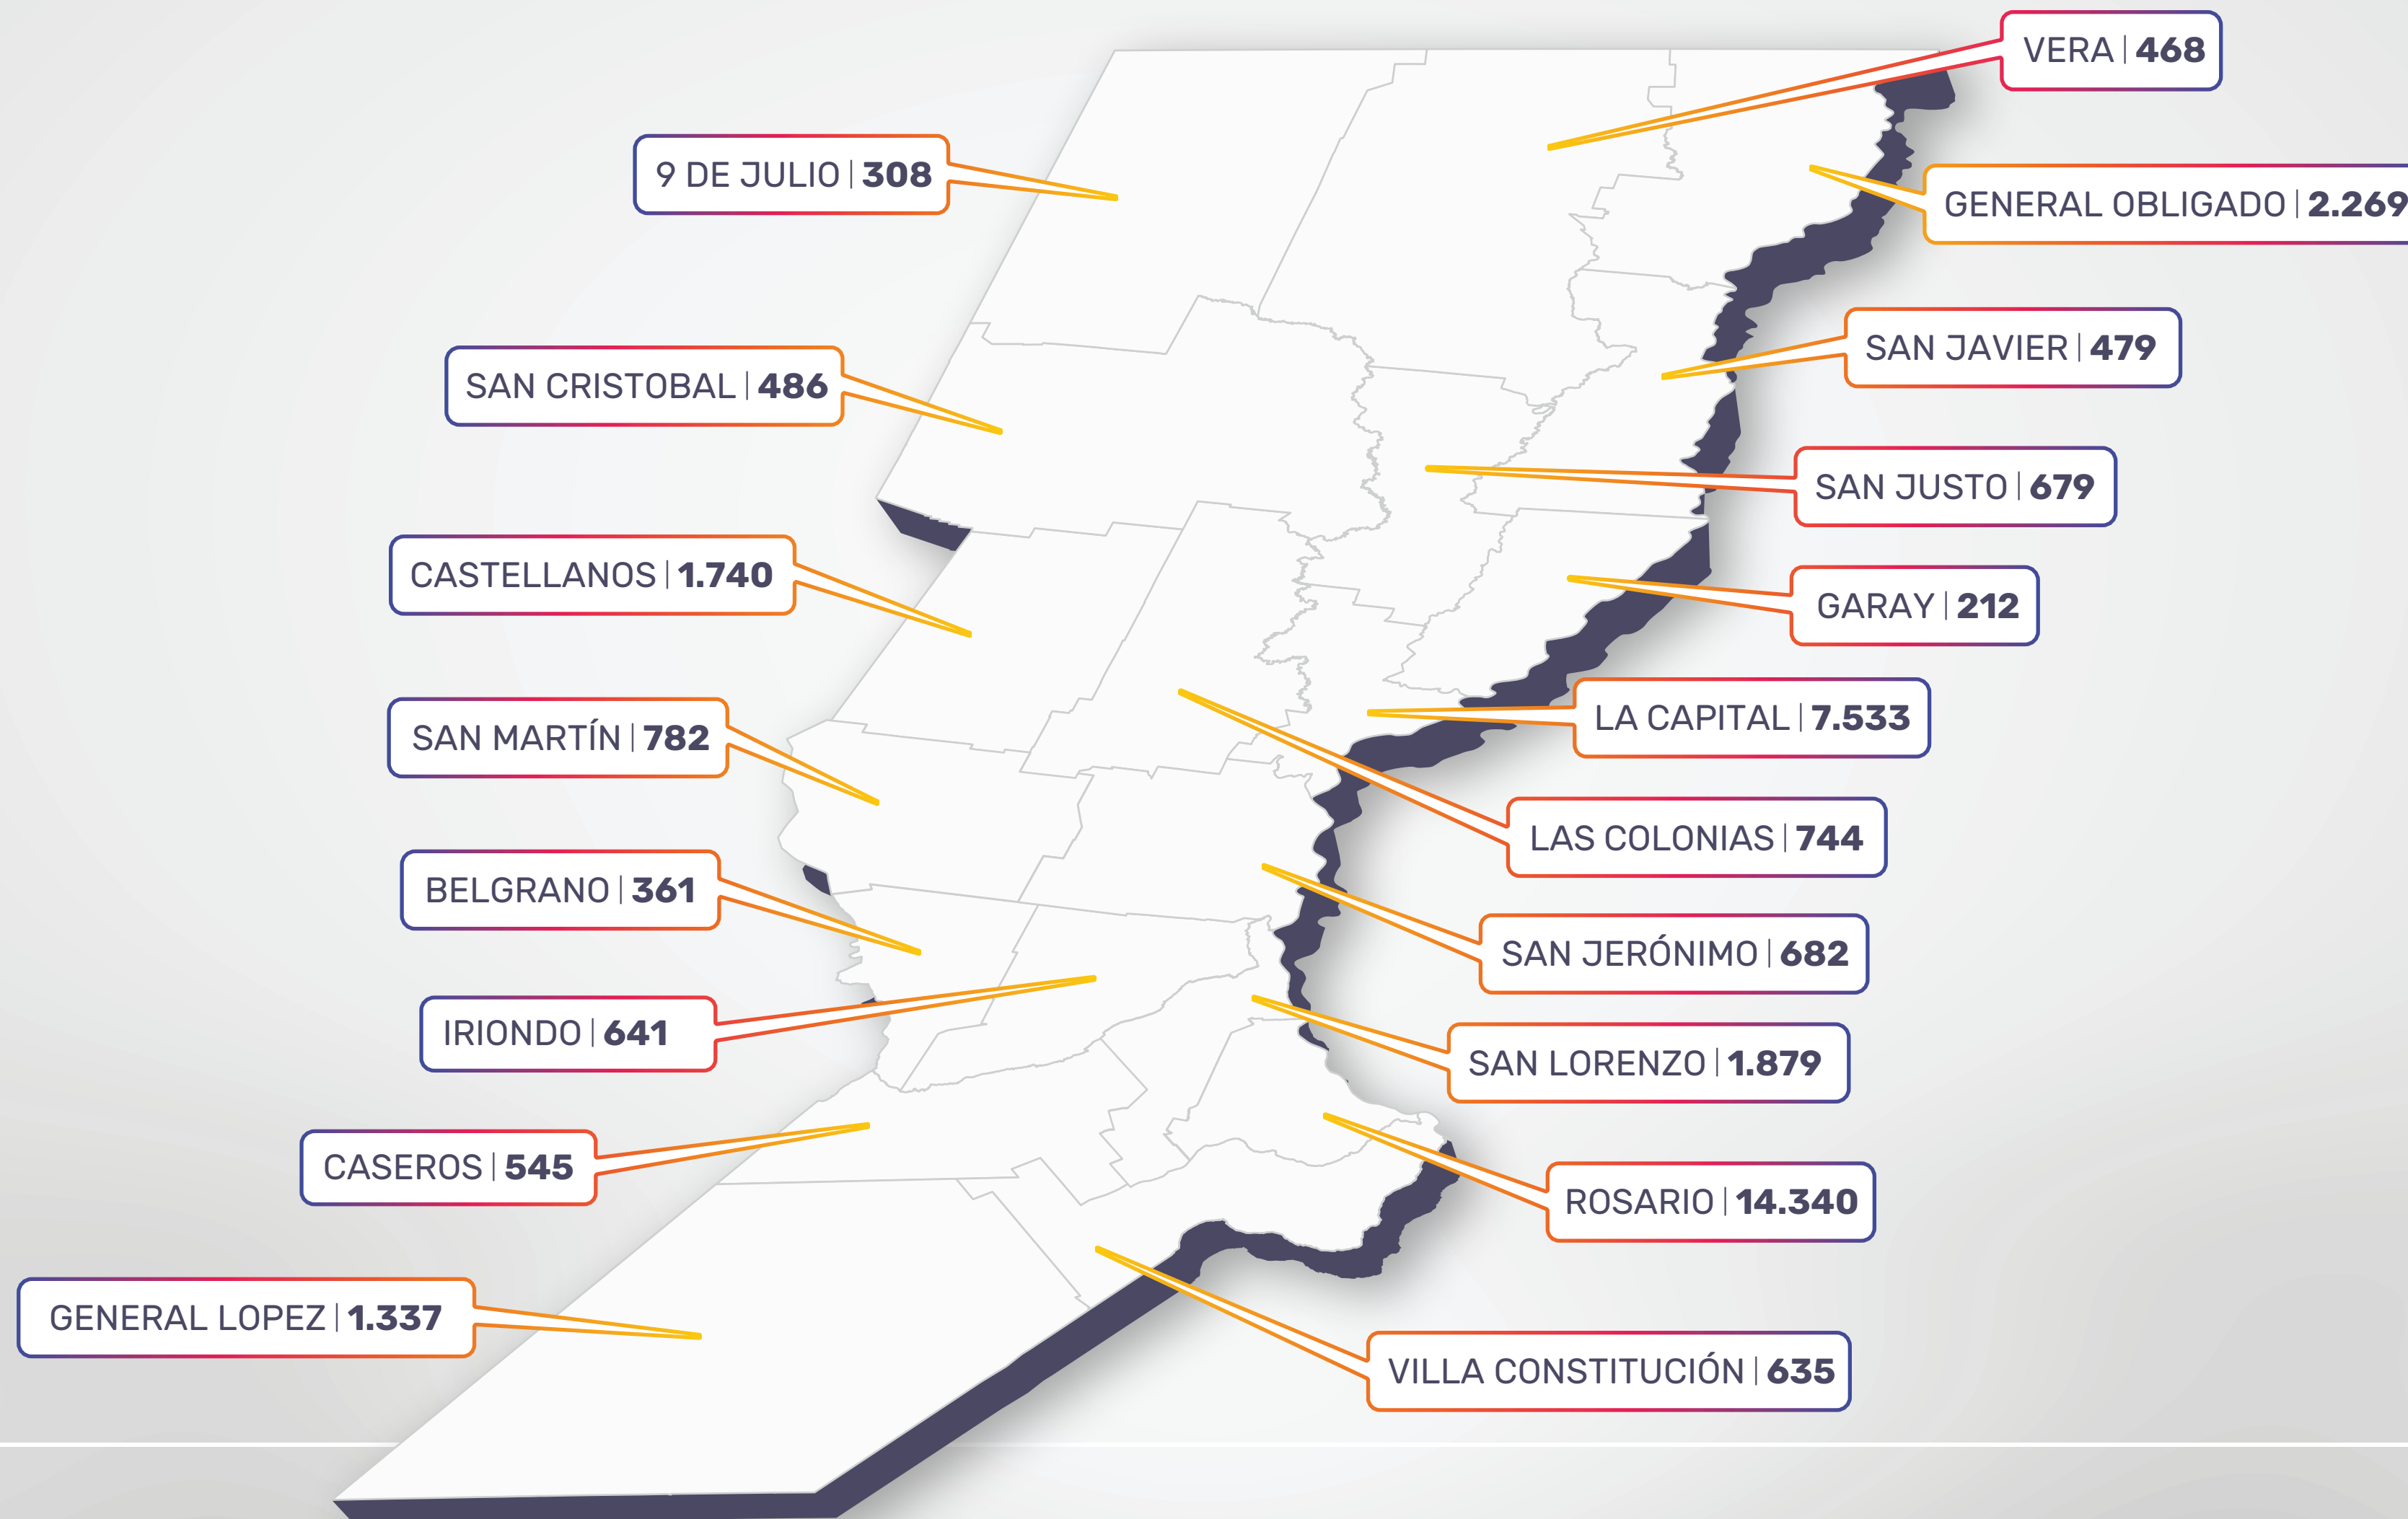 VERA | 468
9 DE JULIO | 308
GENERAL OBLIGADO | 2.269
SAN JAVIER | 479
SAN CRISTOBAL | 486
SAN JUSTO | 679
CASTELLANOS | 1.740
GARAY | 212
LA CAPITAL | 7.533
SAN MARTÍN | 782
LAS COLONIAS | 744
BELGRANO | 361
SAN JERÓNIMO | 682
IRIONDO | 641
SAN LORENZO | 1.879
CASEROS | 545
ROSARIO | 14.340
GENERAL LOPEZ | 1.337
VILLA CONSTITUCIÓN | 635